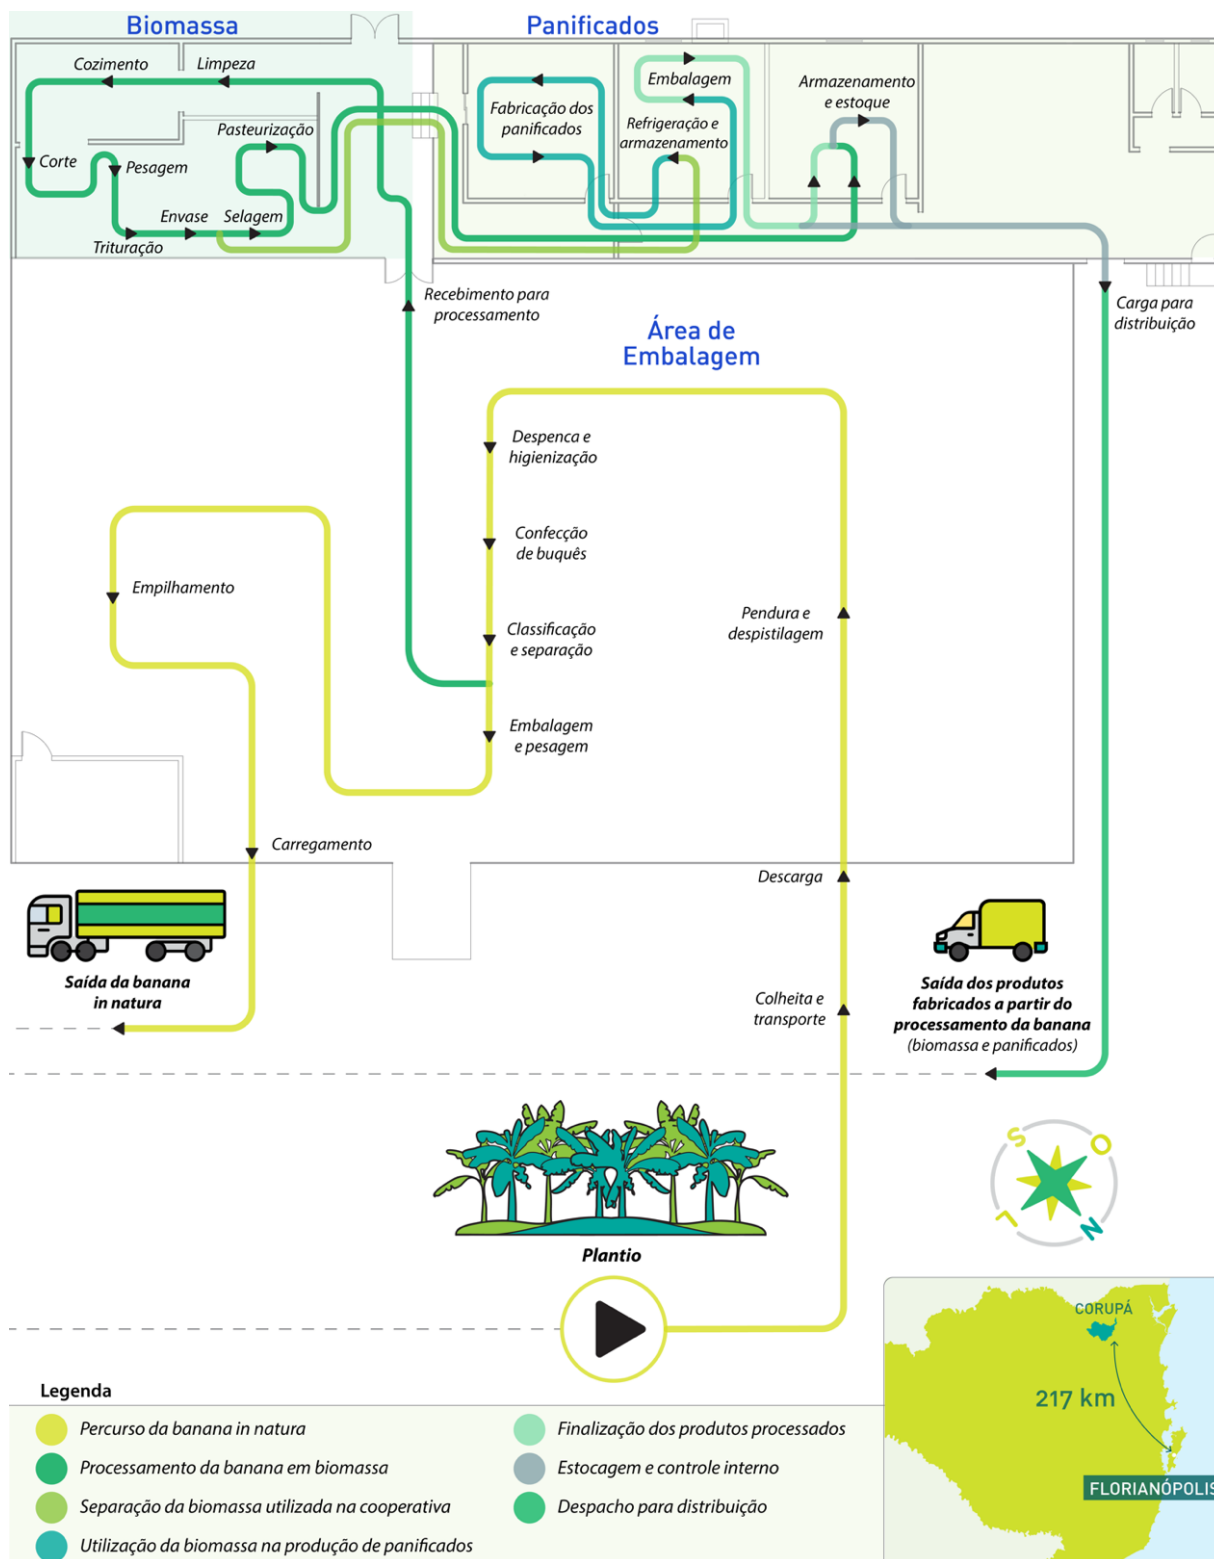 Biomassa
Panificados
Cozimento
Limpeza
Pasteurização
Corte
Pesagem
Envase
Selagem
Trituração
Fabricação dos
panificados
Embalagem
Refrigeração e
armazenamento
Armazenamento
e estoque
Recebimento para
processamento
Carga para
distribuição
Área de
Embalagem
Despenca e
higienização
Confecção
de buquês
Classificação
e separação
Embalagem
e pesagem
Empilhamento
Pendura e
despistilagem
Carregamento
Descarga
Saída da banana
in natura
Colheita e
transporte
Saída dos produtos
fabricados a partir do
processamento da banana
(biomassa e panificados)
Plantio
S
O
L
N
CORUPÁ
217 km
FLORIANÓPOLIS
Legenda
Percurso da banana in natura
Processamento da banana em biomassa
Separação da biomassa utilizada na cooperativa
Utilização da biomassa na produção de panificados
Finalização dos produtos processados
Estocagem e controle interno
Despacho para distribuição